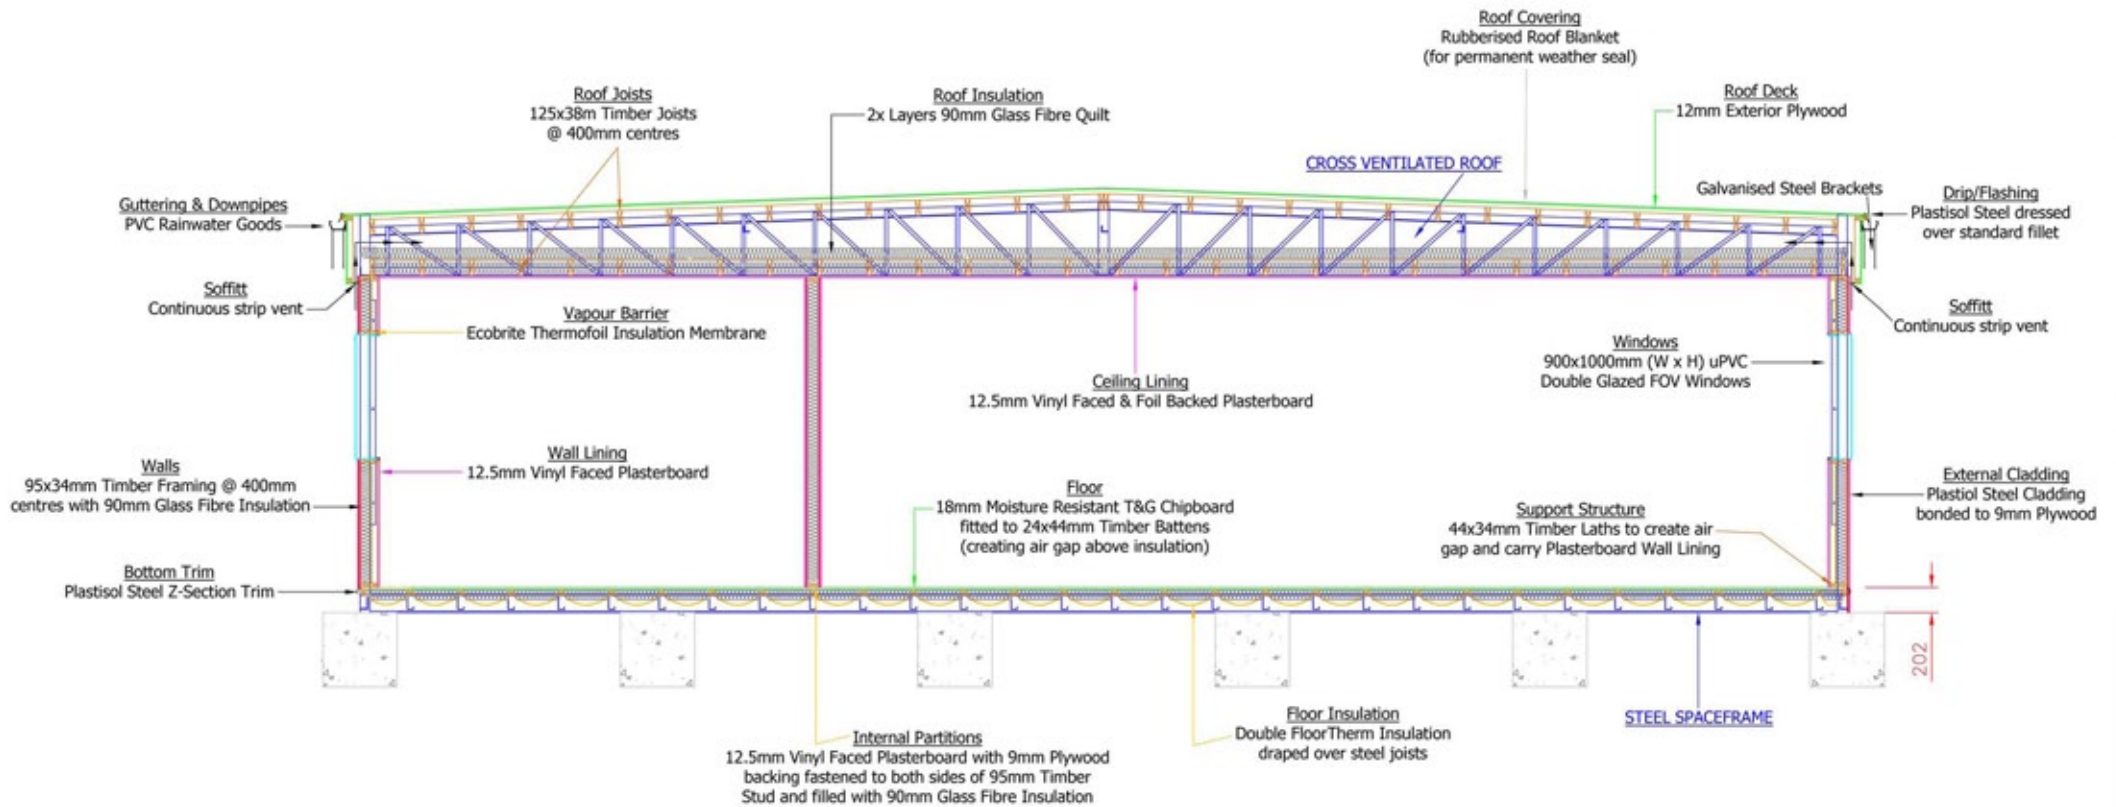 Roof Covering
Rubberised Roof Blanket
(for permanent weather seal)
Roof Joists
125x38m Timber Joists
@ 400mm centres
Roof Insulation
2x Layers 90mm Glass Fibre Quilt
Roof Deck
12mm Exterior Plywood
CROSS VENTILATED ROOF
Galvanised Steel Brackets
Guttering & Downpipes
PVC Rainwater Goods
Drip/Flashing
Plastisol Steel dressed
over standard fillet
Soffitt
Continuous strip vent
Vapour Barrier
Ecobrite Thermofoil Insulation Membrane
Soffitt
Continuous strip vent
Windows
900x1000mm (W x H) uPVC
Double Glazed FOV Windows
Ceiling Lining
12.5mm Vinyl Faced & Foil Backed Plasterboard
Wall Lining
12.5mm Vinyl Faced Plasterboard
Walls
95x34mm Timber Framing @ 400mm
centres with 90mm Glass Fibre Insulation
Floor
18mm Moisture Resistant T&G Chipboard
fitted to 24x44mm Timber Battens
(creating air gap above insulation)
Support Structure
44x34mm Timber Laths to create air
gap and carry Plasterboard Wall Lining
External Cladding
Plastiol Steel Cladding
bonded to 9mm Plywood
Bottom Trim
Plastisol Steel Z-Section Trim
202
STEEL SPACEFRAME
Floor Insulation
Double FloorTherm Insulation
draped over steel joists
Internal Partitions
12.5mm Vinyl Faced Plasterboard with 9mm Plywood
backing fastened to both sides of 95mm Timber
Stud and filled with 90mm Glass Fibre Insulation